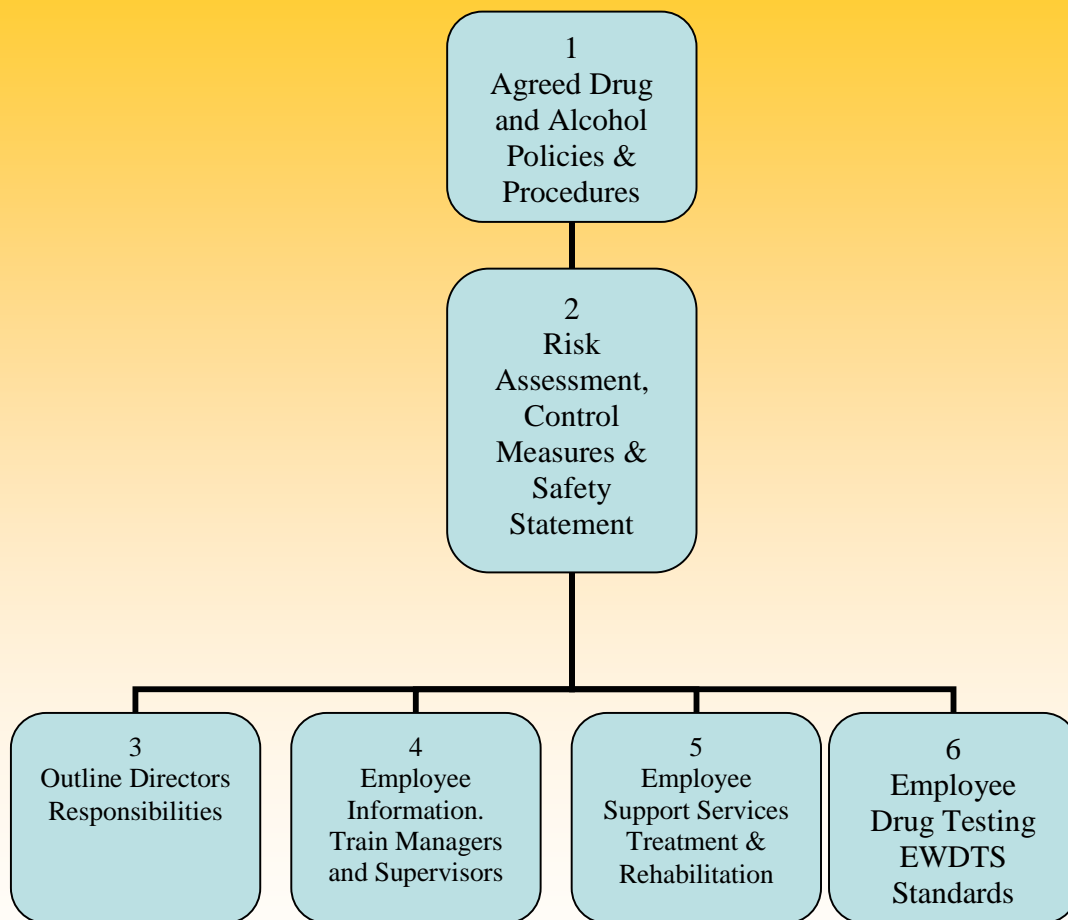 1
Agreed Drug
and Alcohol
Policies &
Procedures
2
Risk
Assessment,
Control
Measures &
Safety
Statement
3
Outline Directors
Responsibilities
4
Employee
Information.
Train Managers
and Supervisors
5
Employee
Support Services
Treatment &
Rehabilitation
6
Employee
Drug Testing
EWDTS
Standards